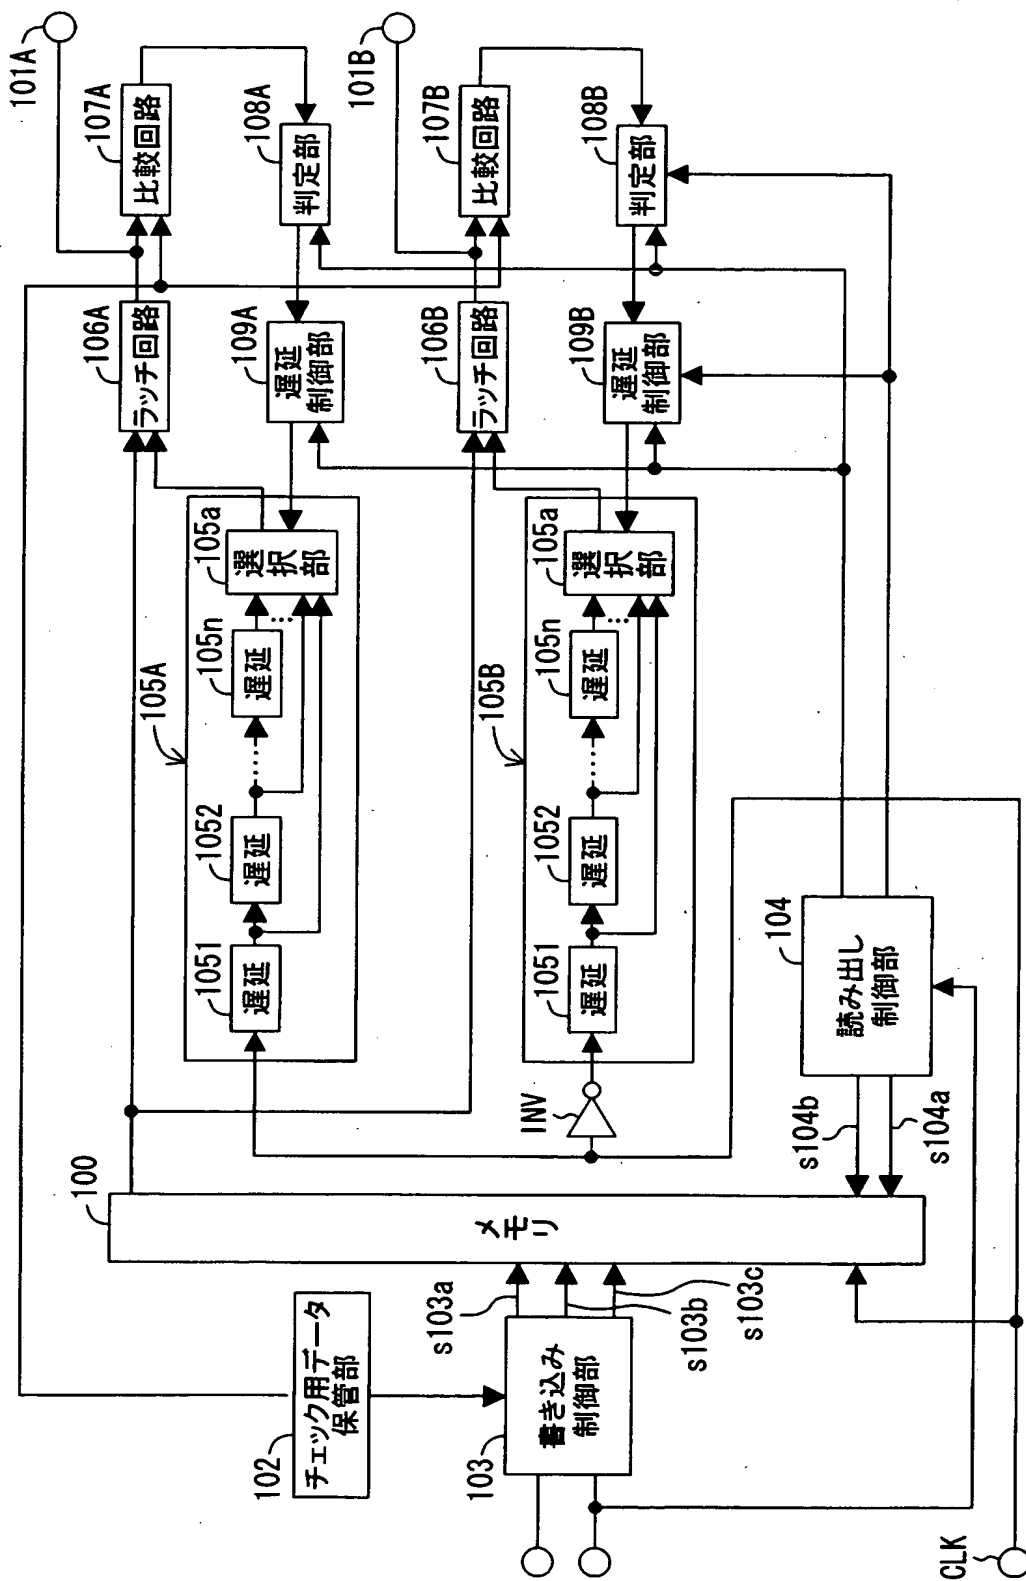 101A
107A
比較回路
108A
判定部
106A
ラッチ回路
109A
遅延
制御部
101B
107B
比較回路
108B
判定部
106B
ラッチ回路
109B
遅延
制御部
105A
1051
遅延
1052
遅延
......
105n
遅延
...
105a
選択部
105B
1051
遅延
1052
遅延
......
105n
遅延
...
105a
選択部
INV
100
メモリ
102
チェック用データ
保管部
103
書き込み
制御部
s103a
s103b
s103c
104
読み出し
制御部
s104b
s104a
CLK